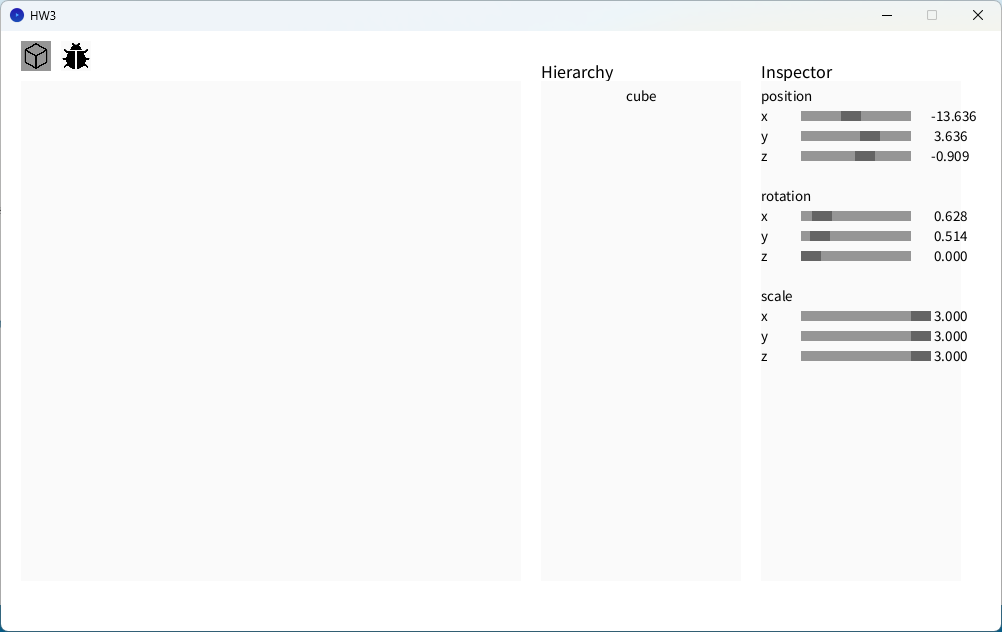 HW3
Hierarchy
cube
Inspector
position
x -13.636
y 3.636
z -0.909
rotation
x 0.628
y 0.514
z 0.000
scale
x 3.000
y 3.000
z 3.000